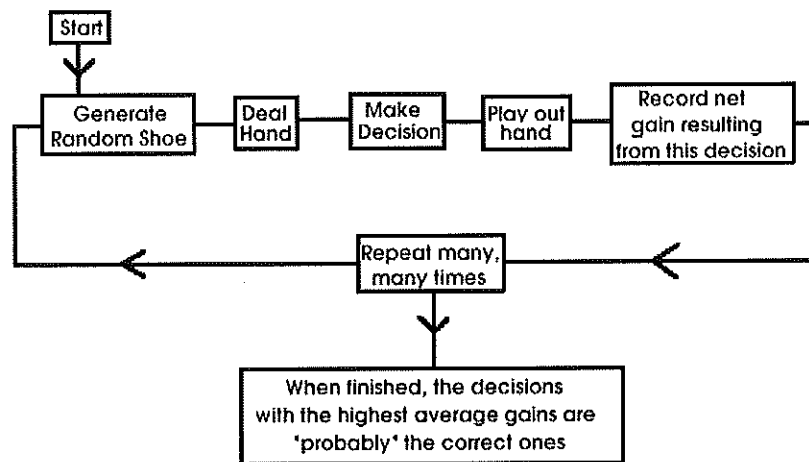 Start
Generate
Random Shoe
Deal
Hand
Make
Decision
Play out
hand
Record net
gain resulting
from this decision
Repeat many,
many times
When finished, the decisions
with the highest average gains are
"probably" the correct ones